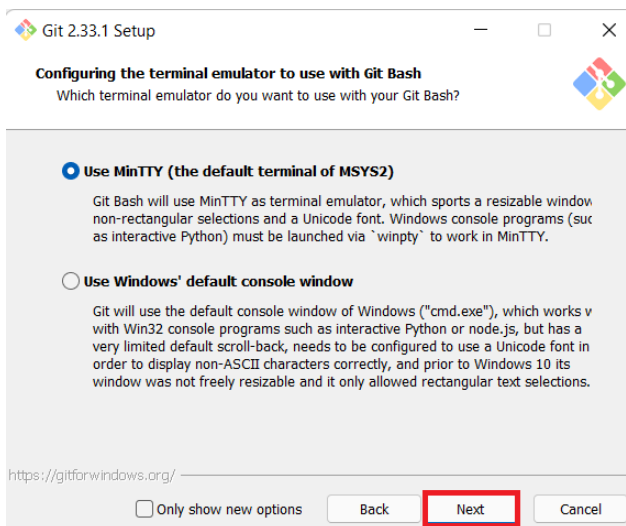 Git 2.33.1 Setup
Configuring the terminal emulator to use with Git Bash
Which terminal emulator do you want to use with your Git Bash?
Use MinTTY (the default terminal of MSYS2)
Git Bash will use MinTTY as terminal emulator, which sports a resizable window
non-rectangular selections and a Unicode font. Windows console programs (suc
as interactive Python) must be launched via `winpty` to work in MinTTY.
Use Windows' default console window
Git will use the default console window of Windows ("cmd.exe"), which works
with Win32 console programs such as interactive Python or node.js, but has a
very limited default scroll-back, needs to be configured to use a Unicode font in
order to display non-ASCII characters correctly, and prior to Windows 10 its
window was not freely resizable and it only allowed rectangular text selections.
https://gitforwindows.org/
Only show new options Back Next Cancel